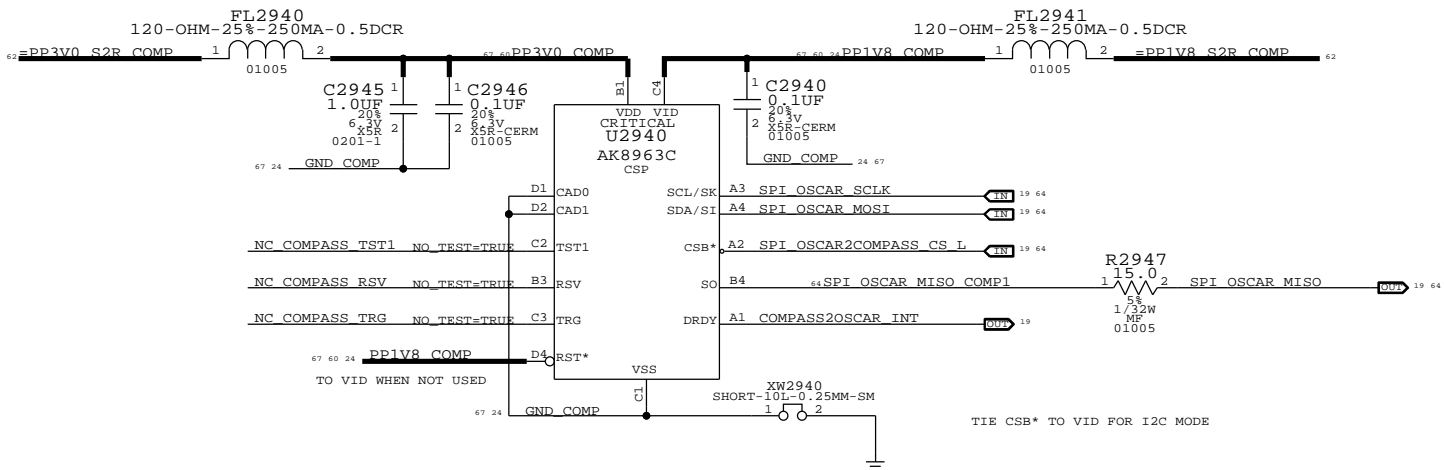 FL2940
120-OHM-25%-250MA-0.5DCR
FL2941
120-OHM-25%-250MA-0.5DCR
62 =PP3V0_S2R_COMP 1 2 67 60 PP3V0_COMP 67 60 24 PP1V8_COMP 1 2 =PP1V8_S2R_COMP 62
01005
01005
C2945 1
1.0UF
20%
6.3V
X5R 2
0201-1
C2946 1
0.1UF
20%
6.3V
2 X5R-CERM
01005
B1
C4
1 C2940
0.1UF
20%
6.3V
2 X5R-CERM
01005
67 24 GND_COMP
GND_COMP 24 67
VDD VID
CRITICAL
U2940
AK8963C
CSP
D1 CAD0
SCL/SK A3 SPI_OSCAR_SCLK IN 19 64
D2 CAD1
SDA/SI A4 SPI_OSCAR_MOSI IN 19 64
NC_COMPASS_TST1 NO_TEST=TRUE C2 TST1
CSB* A2 SPI_OSCAR2COMPASS_CS_L IN 19 64
NC_COMPASS_RSV NO_TEST=TRUE B3 RSV
SO B4 64 SPI_OSCAR_MISO_COMP1
R2947
15.0
1 2 SPI_OSCAR_MISO OUT 19 64
5%
1/32W
MF
01005
NC_COMPASS_TRG NO_TEST=TRUE C3 TRG
DRDY A1 COMPASS2OSCAR_INT OUT 19
67 60 24 PP1V8_COMP D4 RST*
TO VID WHEN NOT USED
VSS
C1
XW2940
SHORT-10L-0.25MM-SM
67 24 GND_COMP 1 2
TIE CSB* TO VID FOR I2C MODE